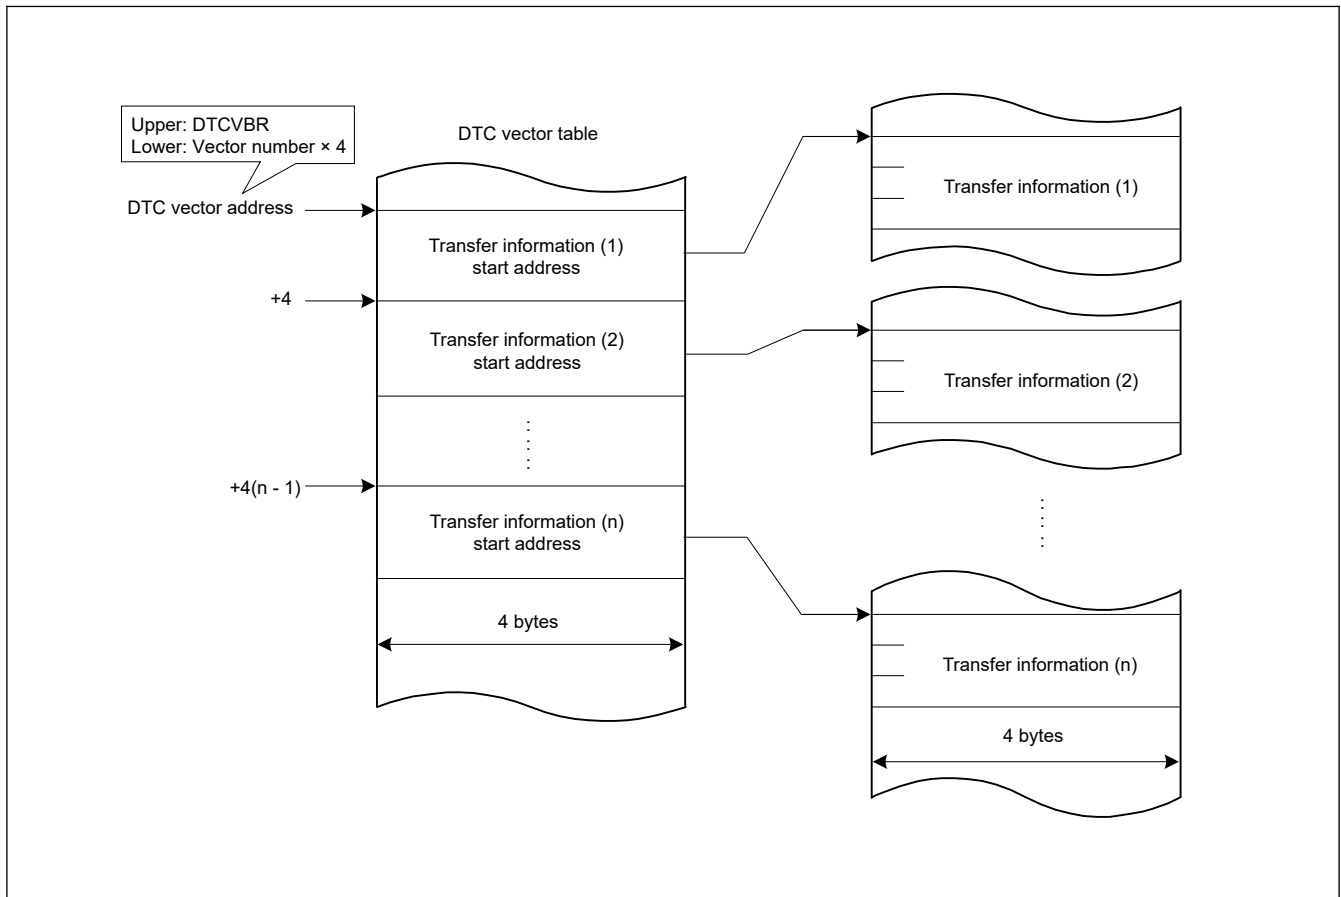 Upper: DTCVBR
Lower: Vector number × 4
DTC vector address
+4
+4(n - 1)
DTC vector table
Transfer information (1)
start address
Transfer information (2)
start address
Transfer information (n)
start address
4 bytes
Transfer information (1)
Transfer information (2)
Transfer information (n)
4 bytes